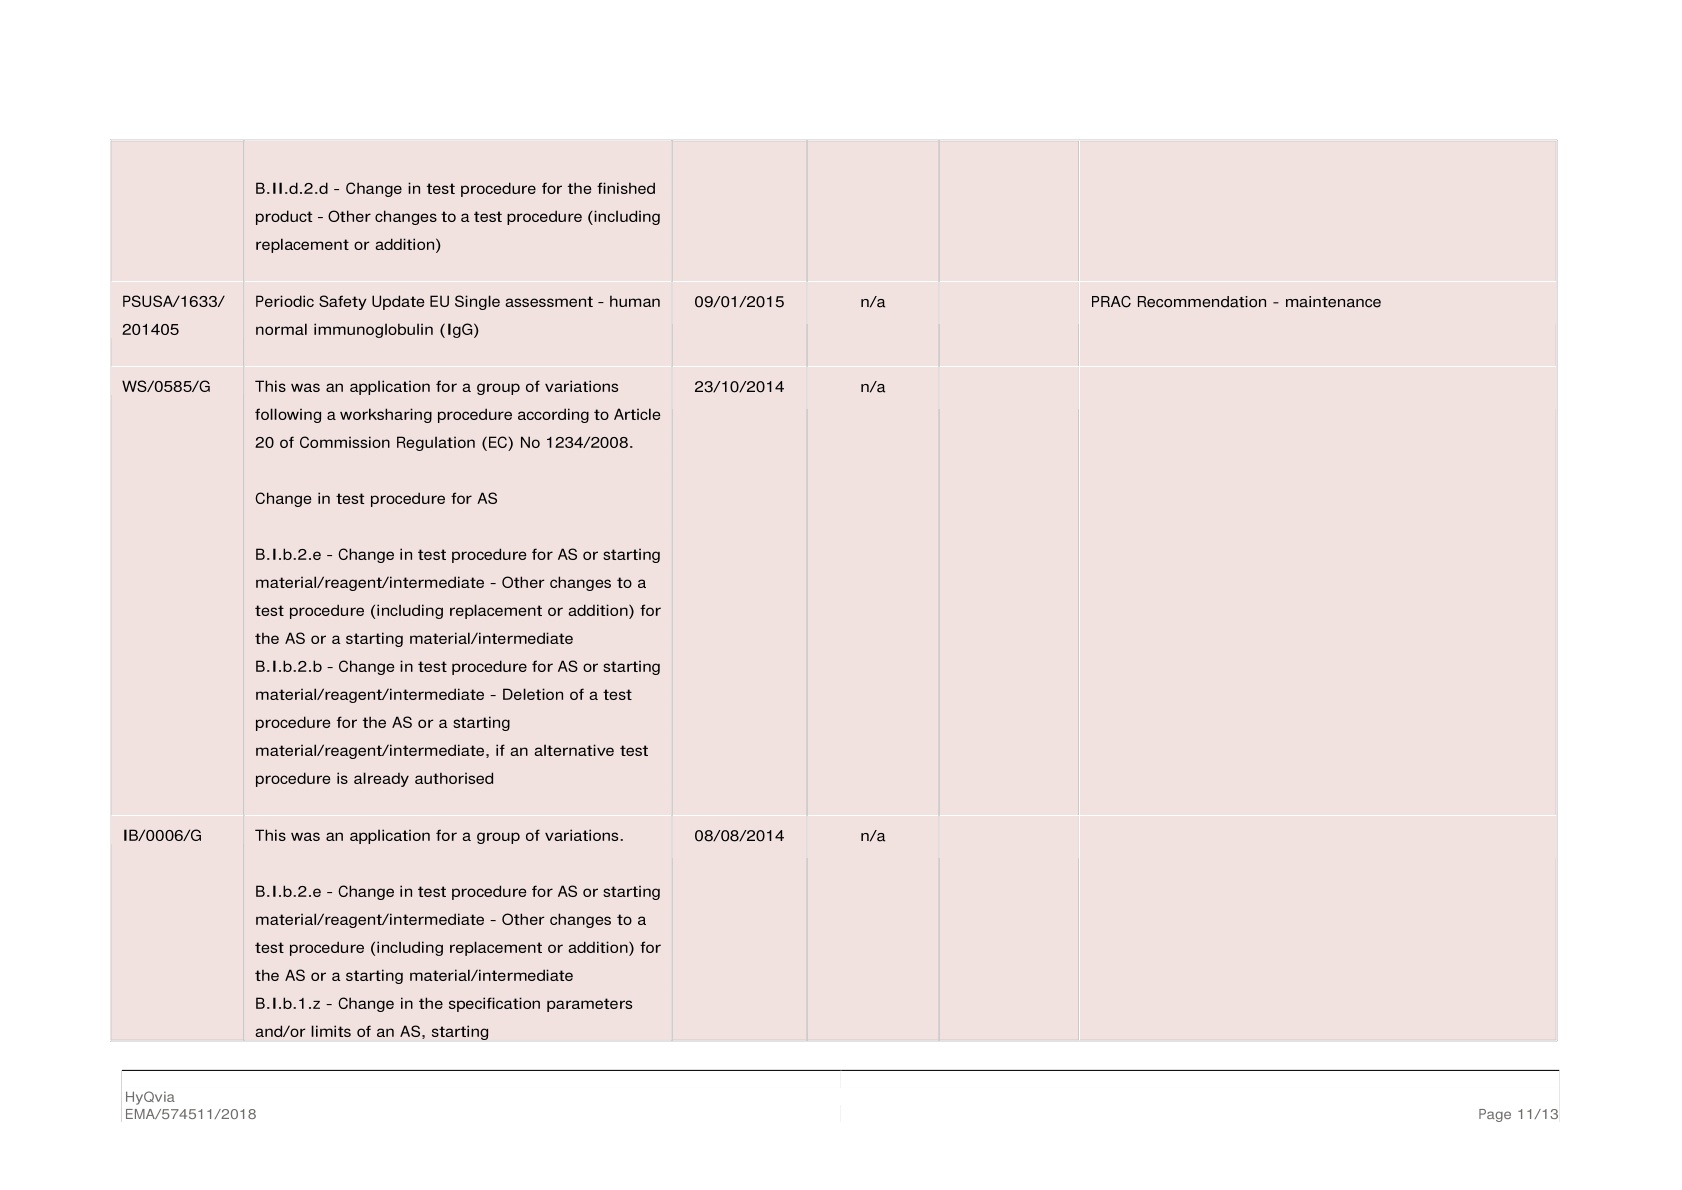 B.II.d.2.d - Change in test procedure for the finished
product - Other changes to a test procedure (including
replacement or addition)
PSUSA/1633/
201405
Periodic Safety Update EU Single assessment - human
normal immunoglobulin (IgG)
09/01/2015
n/a
PRAC Recommendation - maintenance
WS/0585/G
This was an application for a group of variations
following a worksharing procedure according to Article
20 of Commission Regulation (EC) No 1234/2008.
Change in test procedure for AS
B.I.b.2.e - Change in test procedure for AS or starting
material/reagent/intermediate - Other changes to a
test procedure (including replacement or addition) for
the AS or a starting material/intermediate
B.I.b.2.b - Change in test procedure for AS or starting
material/reagent/intermediate - Deletion of a test
procedure for the AS or a starting
material/reagent/intermediate, if an alternative test
procedure is already authorised
23/10/2014
n/a
IB/0006/G
This was an application for a group of variations.
B.I.b.2.e - Change in test procedure for AS or starting
material/reagent/intermediate - Other changes to a
test procedure (including replacement or addition) for
the AS or a starting material/intermediate
B.I.b.1.z - Change in the specification parameters
and/or limits of an AS, starting
08/08/2014
n/a
HyQvia
EMA/574511/2018
Page 11/13